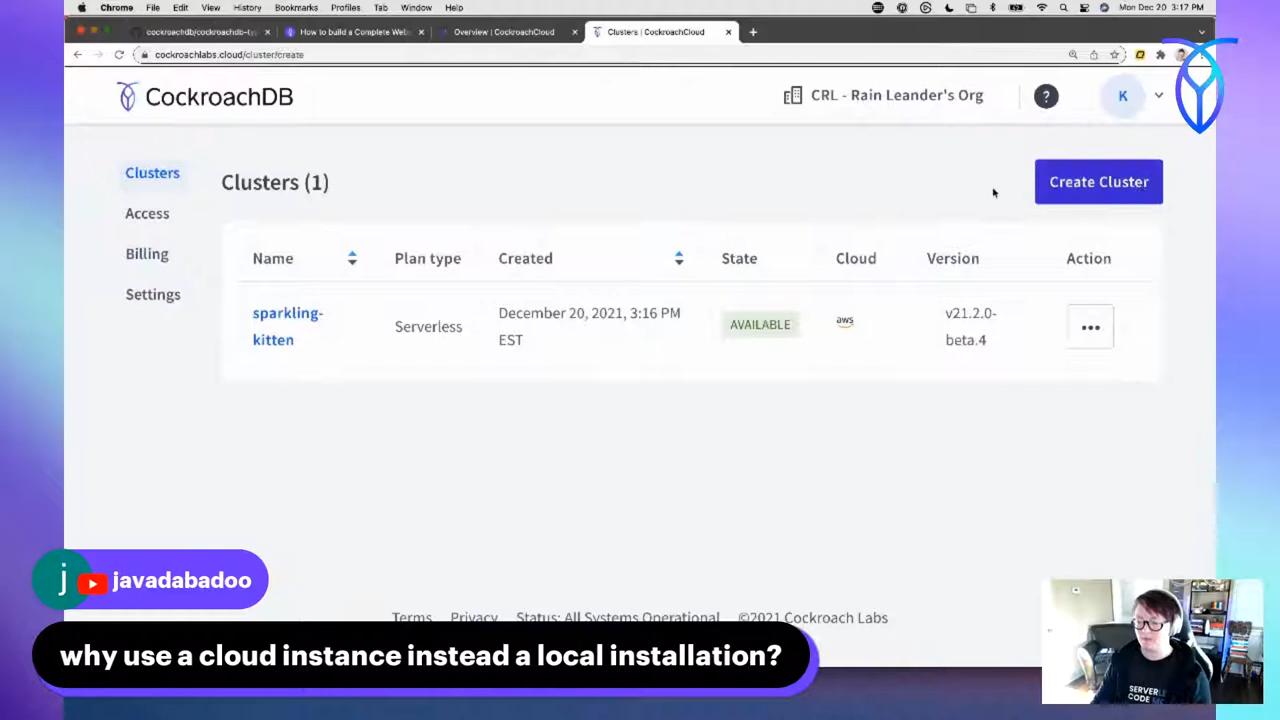 Chrome File Edit View History Bookmarks Profiles Tab Window Help Mon Dec 20 3:17 PM
cockroachdb/cockroachdb-ty How to build a Complete Web Overview | CockroachCloud Clusters | CockroachCloud
cockroachlabs.cloud/cluster/create
CockroachDB
CRL - Rain Leander's Org
?
K
Clusters
Access
Billing
Settings
Clusters (1)
Create Cluster
Name Plan type Created State Cloud Version Action
sparkling-
kitten
Serverless
December 20, 2021, 3:16 PM
EST
AVAILABLE
aws
v21.2.0-
beta.4
Terms Privacy Status: All Systems Operational ©2021 Cockroach Labs
j
javadabadoo
why use a cloud instance instead a local installation?